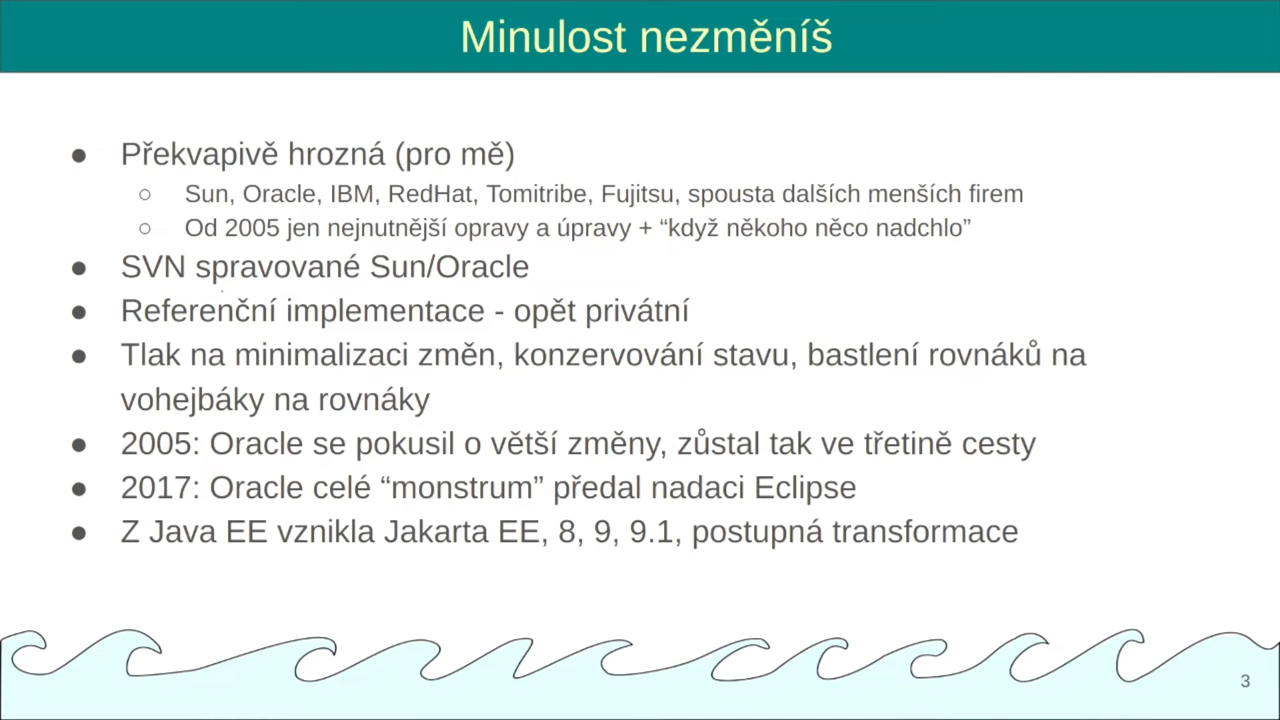 Minulost nezměníš
● Překvapivě hrozná (pro mě)
○ Sun, Oracle, IBM, RedHat, Tomitribe, Fujitsu, spousta dalších menších firem
○ Od 2005 jen nejnutnější opravy a úpravy + “když někoho něco nadchlo”
● SVN spravované Sun/Oracle
● Referenční implementace - opět privátní
● Tlak na minimalizaci změn, konzervování stavu, bastlení rovnáků na
vohejbáky na rovnáky
● 2005: Oracle se pokusil o větší změny, zůstal tak ve třetině cesty
● 2017: Oracle celé “monstrum” předal nadaci Eclipse
● Z Java EE vznikla Jakarta EE, 8, 9, 9.1, postupná transformace
3